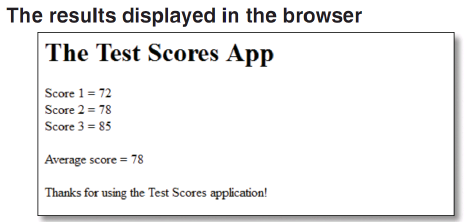 The results displayed in the browser
The Test Scores App
Score 1 = 72
Score 2 = 78
Score 3 = 85
Average score = 78
Thanks for using the Test Scores application!